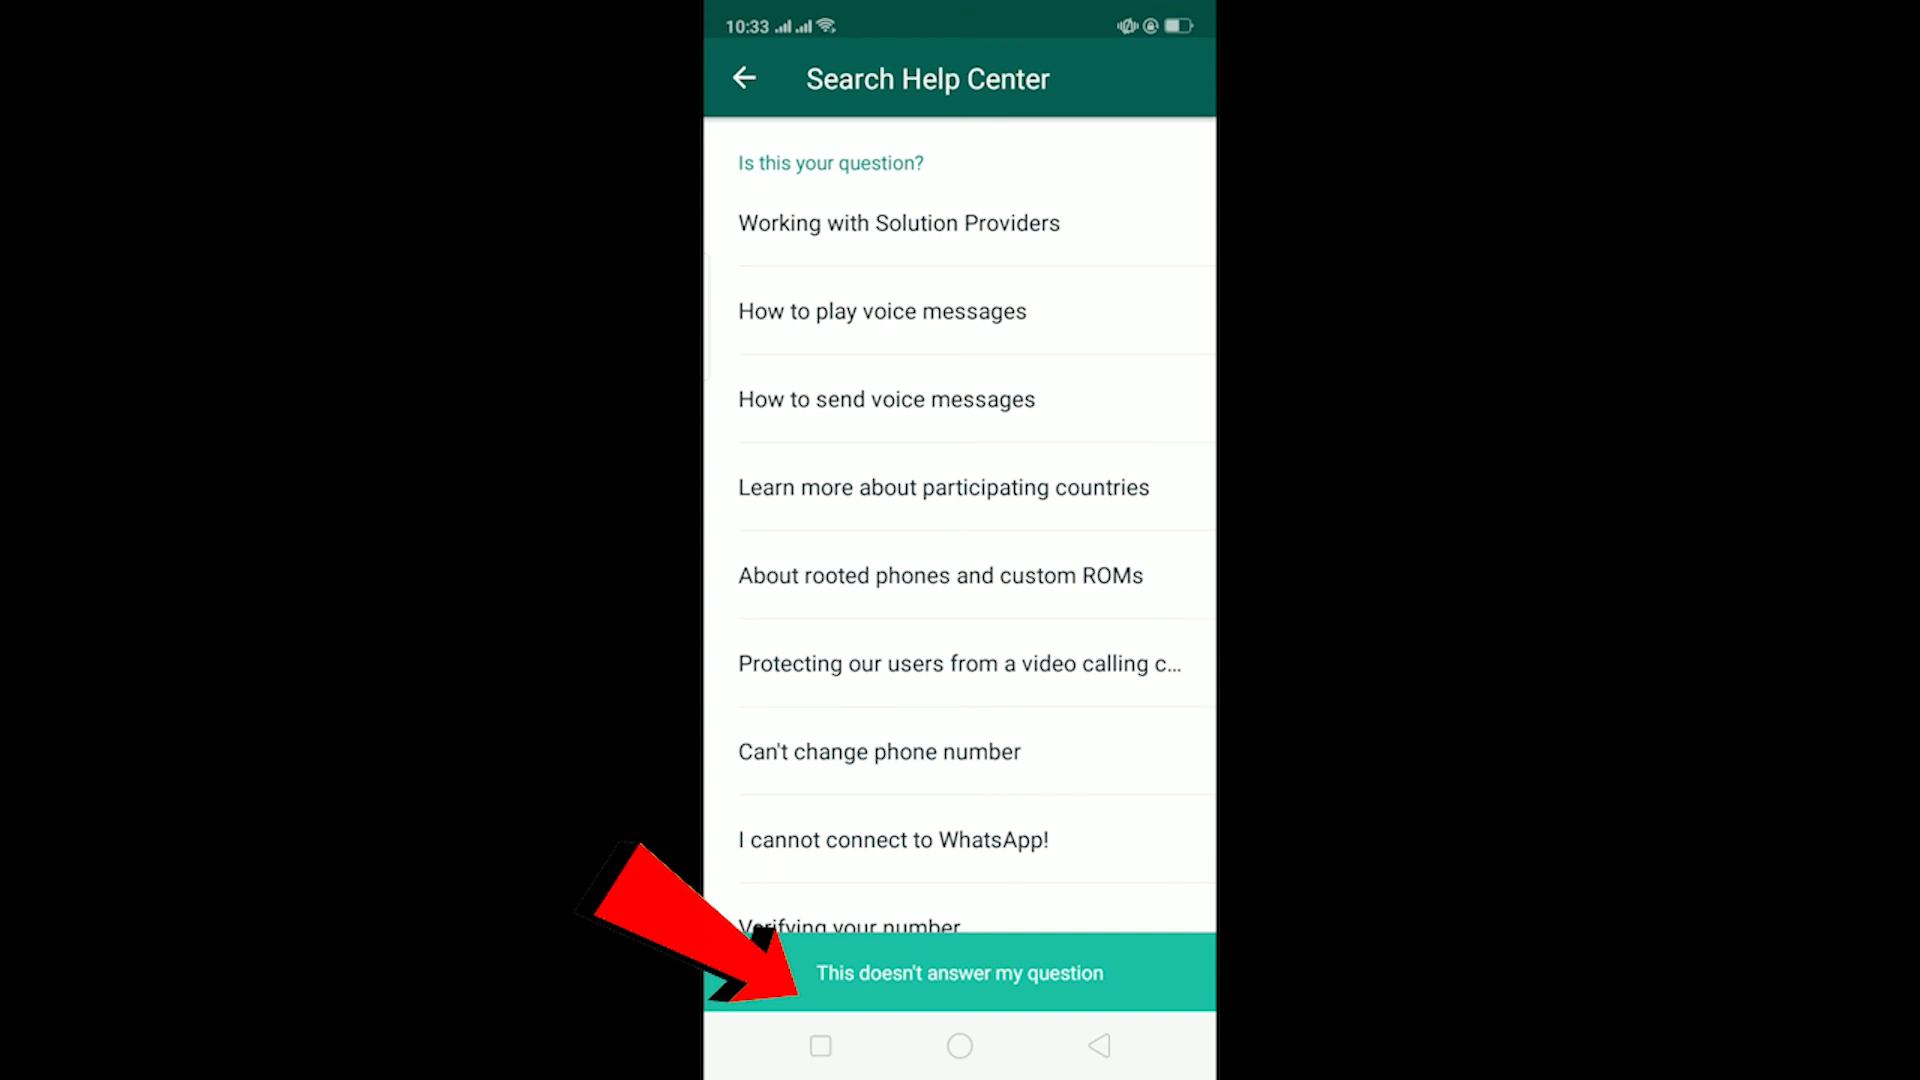 10:33
Search Help Center
Is this your question?
Working with Solution Providers
How to play voice messages
How to send voice messages
Learn more about participating countries
About rooted phones and custom ROMs
Protecting our users from a video calling c...
Can't change phone number
I cannot connect to WhatsApp!
Verifying your number
This doesn't answer my question